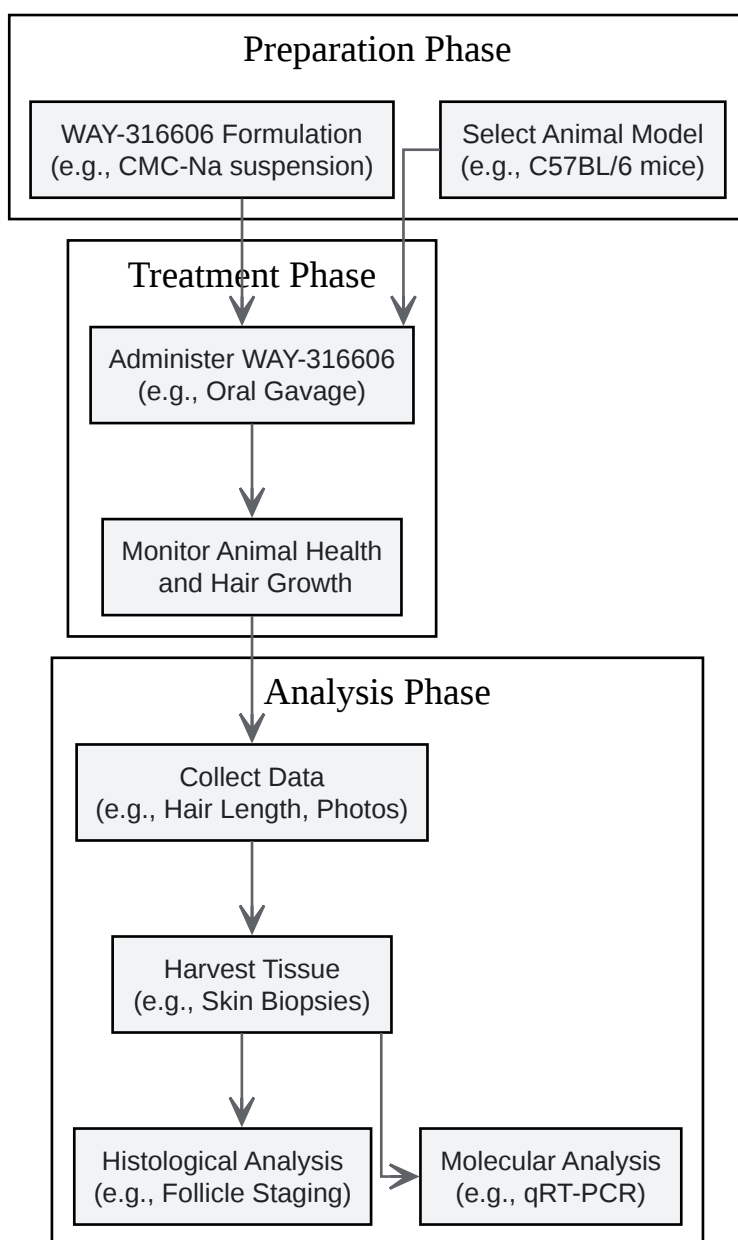 Preparation Phase
WAY-316606 Formulation
(e.g., CMC-Na suspension)
Select Animal Model
(e.g., C57BL/6 mice)
Treatment Phase
Administer WAY-316606
(e.g., Oral Gavage)
Monitor Animal Health
and Hair Growth
Analysis Phase
Collect Data
(e.g., Hair Length, Photos)
Harvest Tissue
(e.g., Skin Biopsies)
Histological Analysis
(e.g., Follicle Staging)
Molecular Analysis
(e.g., qRT-PCR)